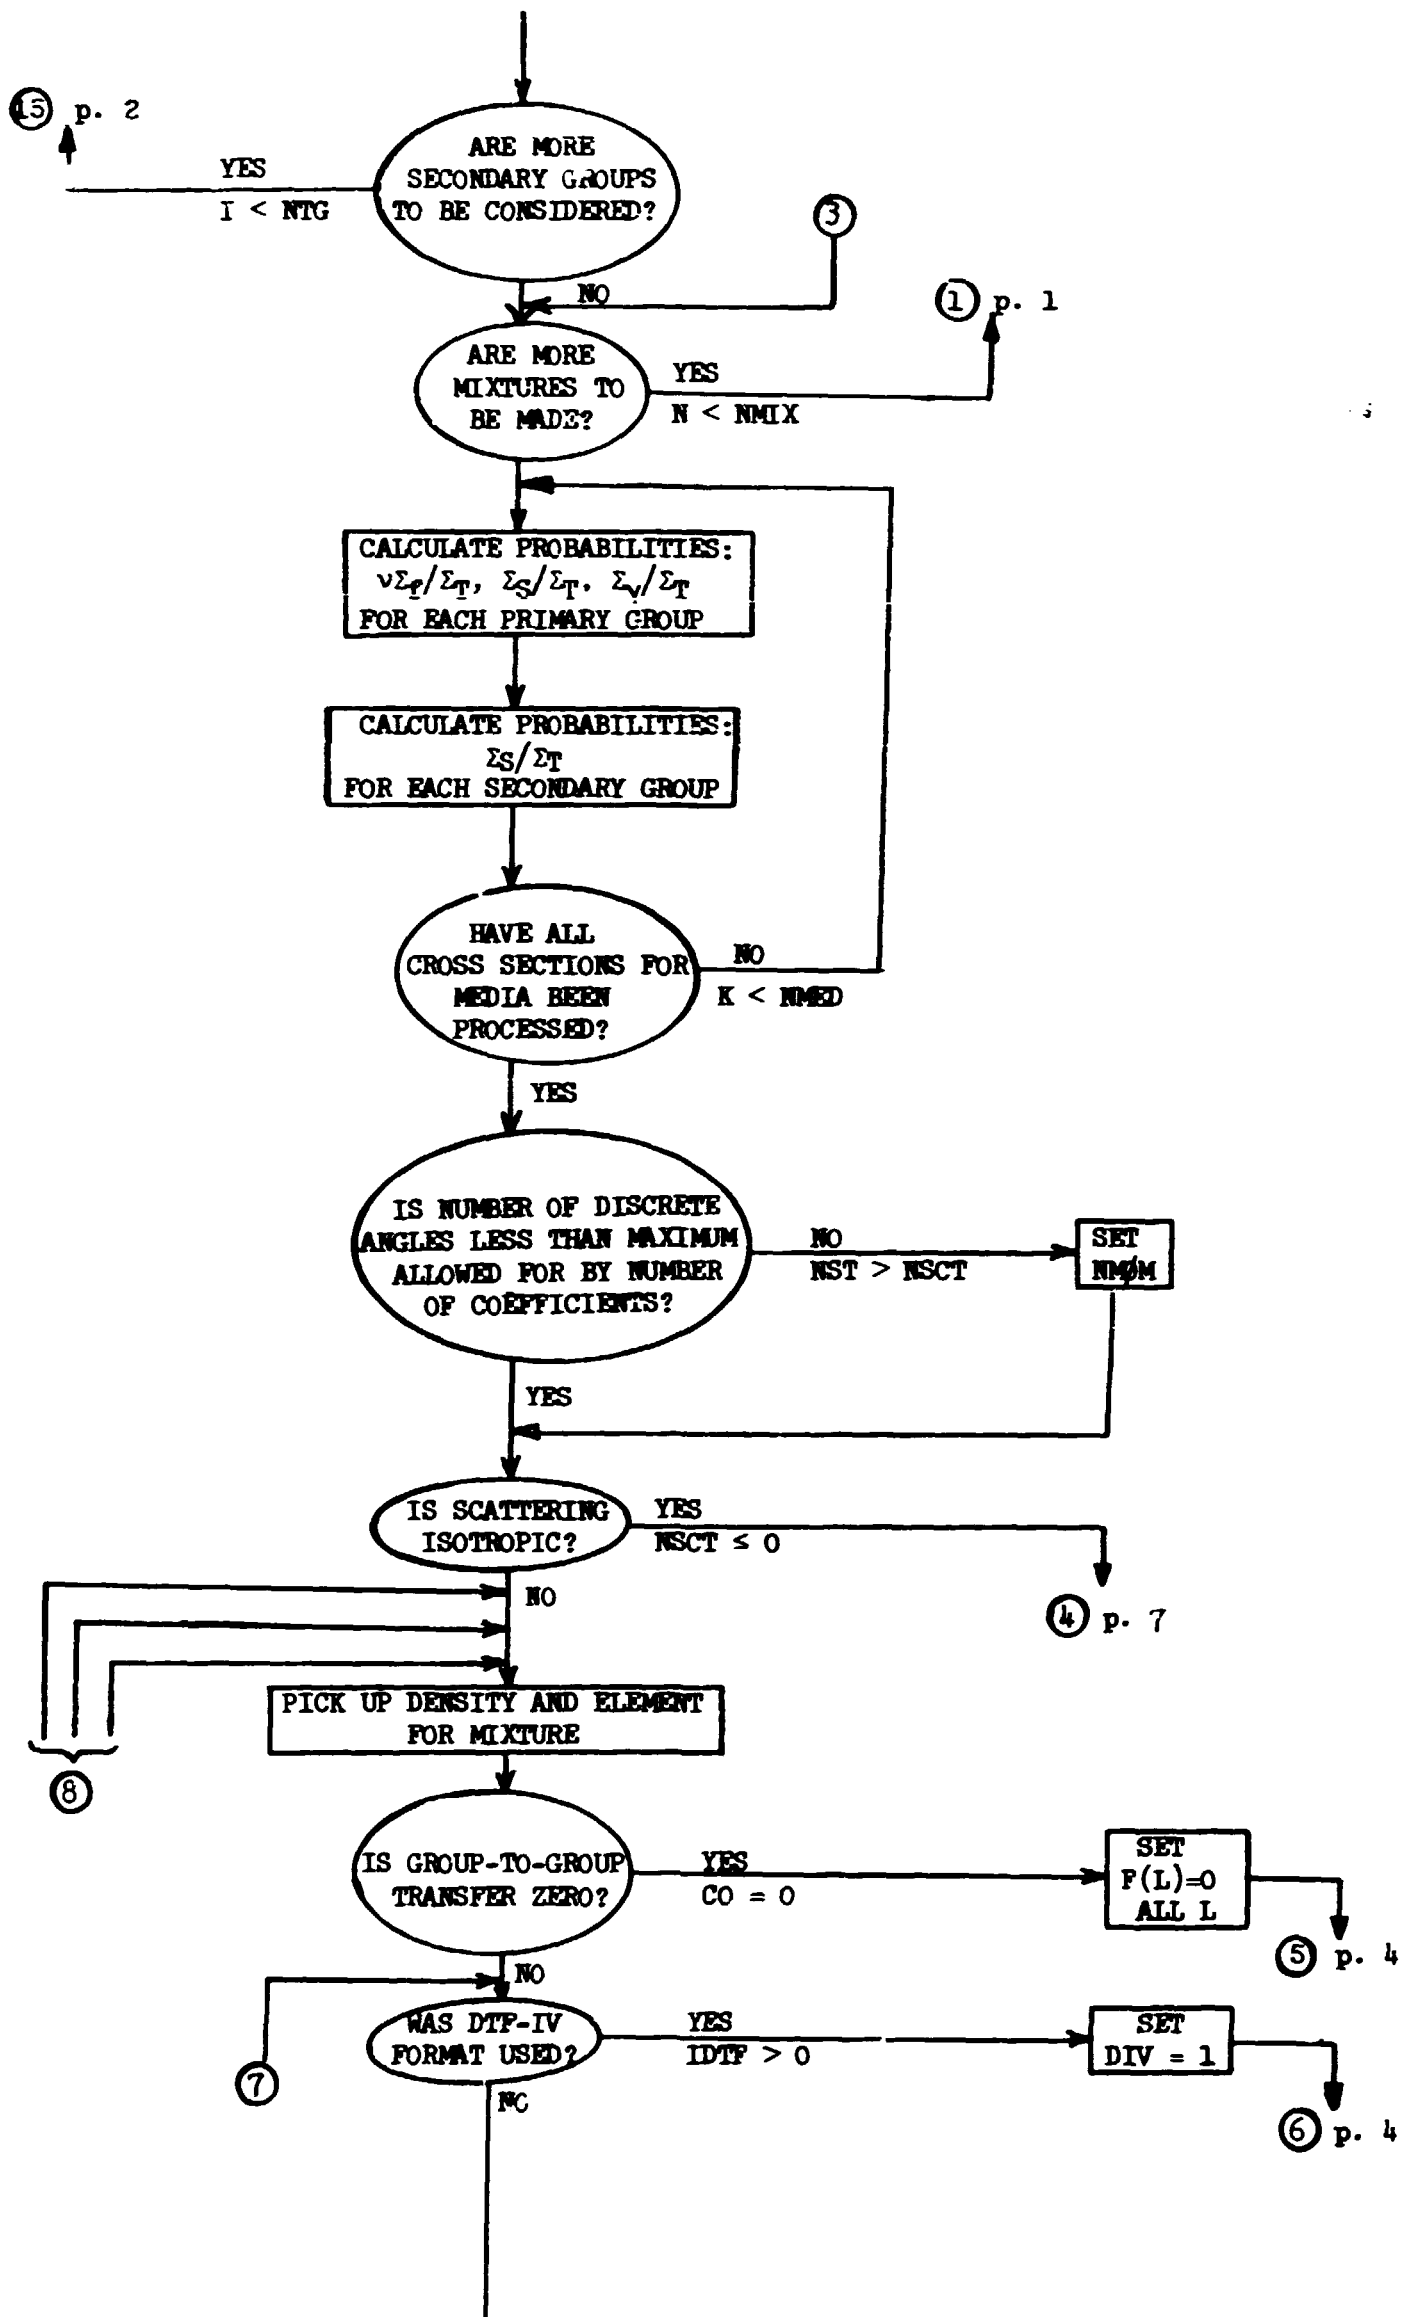 15 p. 2
ARE MORE
SECONDARY GROUPS
TO BE CONSIDERED?
YES
I < NTG
3
NO
1 p. 1
ARE MORE
MIXTURES TO
BE MADE?
YES
N < NMIX
CALCULATE PROBABILITIES:
νΣf/ΣT, ΣS/ΣT, Σγ/ΣT
FOR EACH PRIMARY GROUP
CALCULATE PROBABILITIES:
ΣS/ΣT
FOR EACH SECONDARY GROUP
HAVE ALL
CROSS SECTIONS FOR
MEDIA BEEN
PROCESSED?
NO
K < NMED
YES
IS NUMBER OF DISCRETE
ANGLES LESS THAN MAXIMUM
ALLOWED FOR BY NUMBER
OF COEFFICIENTS?
NO
NST > NSCT
SET
NMØM
YES
IS SCATTERING
ISOTROPIC?
YES
NSCT ≤ 0
NO
4 p. 7
PICK UP DENSITY AND ELEMENT
FOR MIXTURE
8
IS GROUP-TO-GROUP
TRANSFER ZERO?
YES
CO = 0
SET
F(L)=0
ALL L
5 p. 4
NO
WAS DTF-IV
FORMAT USED?
YES
IDTF > 0
SET
DIV = 1
7
NO
6 p. 4